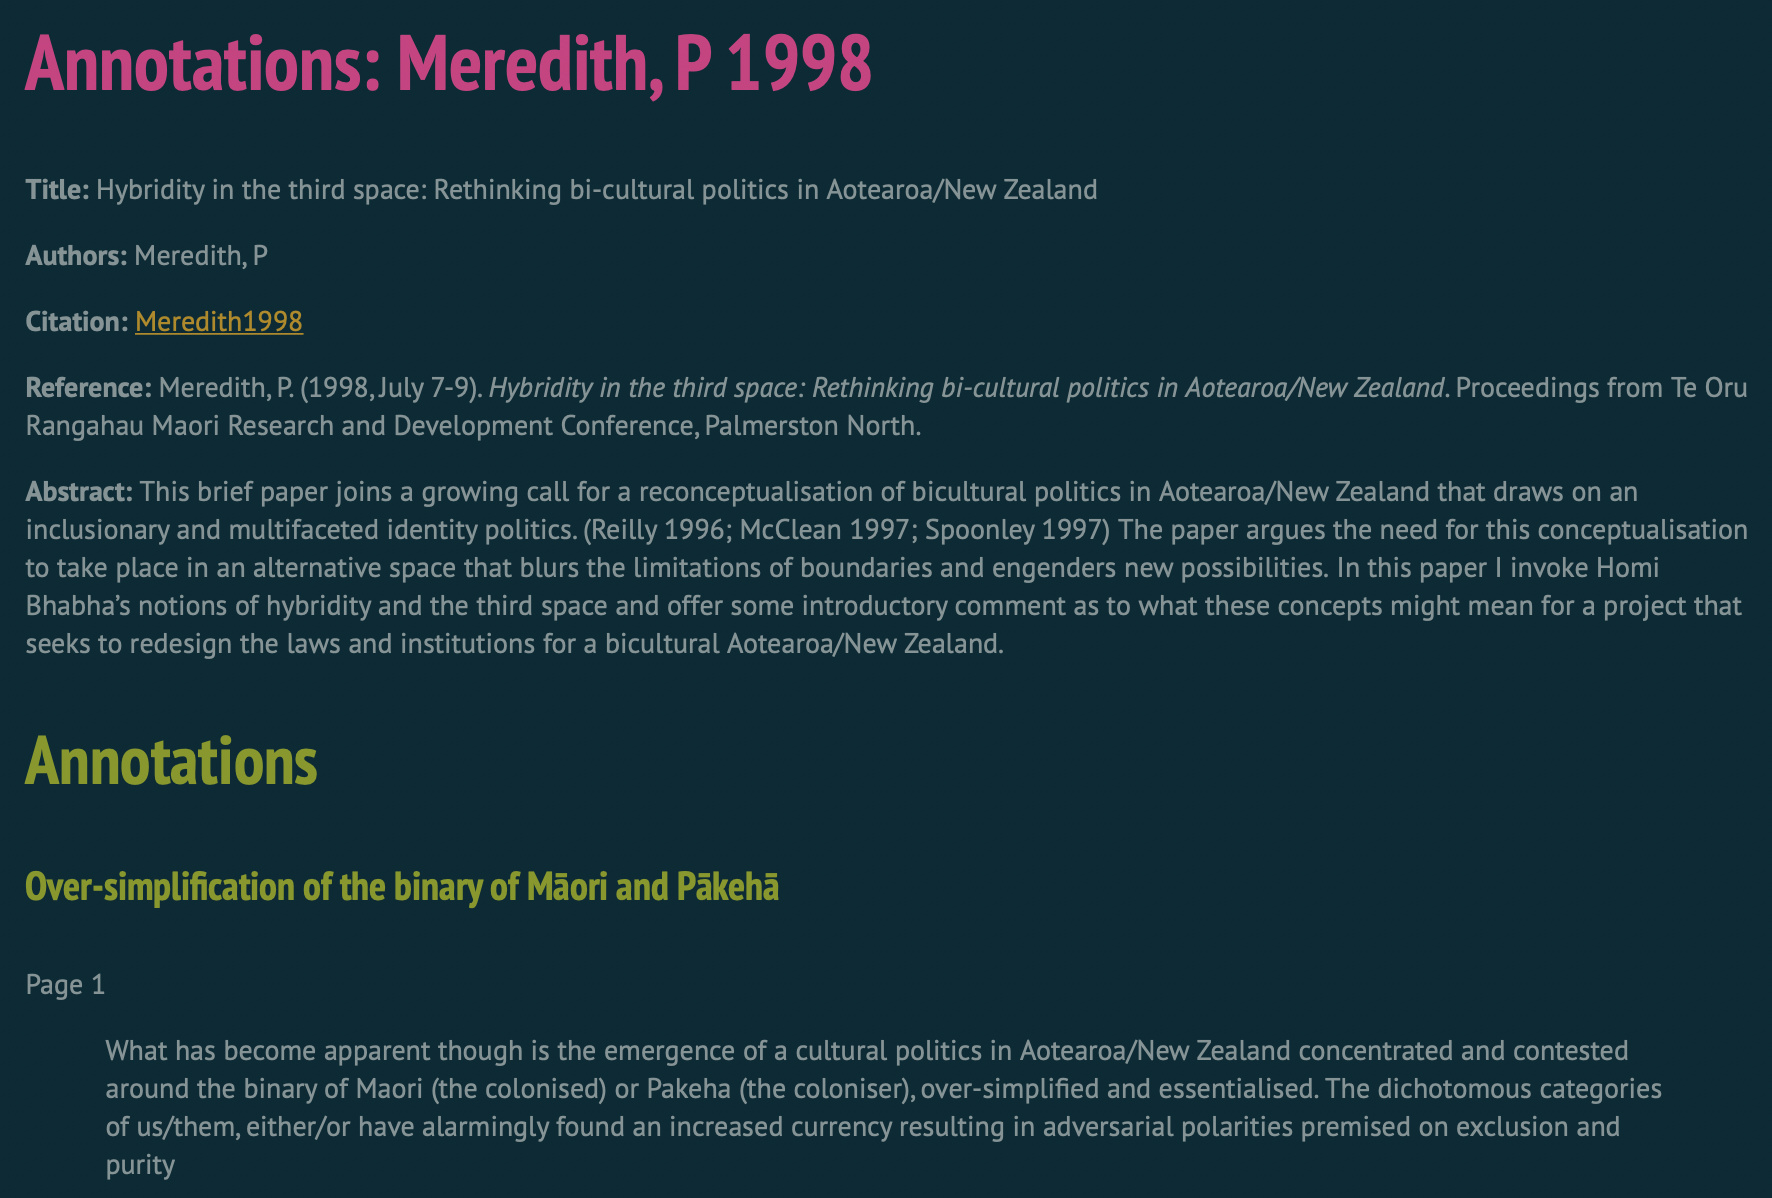 Annotations: Meredith, P 1998
Title: Hybridity in the third space: Rethinking bi-cultural politics in Aotearoa/New Zealand
Authors: Meredith, P
Citation: Meredith1998
Reference: Meredith, P. (1998, July 7-9). Hybridity in the third space: Rethinking bi-cultural politics in Aotearoa/New Zealand. Proceedings from Te Oru
Rangahau Maori Research and Development Conference, Palmerston North.
Abstract: This brief paper joins a growing call for a reconceptualisation of bicultural politics in Aotearoa/New Zealand that draws on an
inclusionary and multifaceted identity politics. (Reilly 1996; McClean 1997; Spoonley 1997) The paper argues the need for this conceptualisation
to take place in an alternative space that blurs the limitations of boundaries and engenders new possibilities. In this paper I invoke Homi
Bhabha’s notions of hybridity and the third space and offer some introductory comment as to what these concepts might mean for a project that
seeks to redesign the laws and institutions for a bicultural Aotearoa/New Zealand.
Annotations
Over-simplification of the binary of Māori and Pākehā
Page 1
What has become apparent though is the emergence of a cultural politics in Aotearoa/New Zealand concentrated and contested
around the binary of Maori (the colonised) or Pakeha (the coloniser), over-simplified and essentialised. The dichotomous categories
of us/them, either/or have alarmingly found an increased currency resulting in adversarial polarities premised on exclusion and
purity